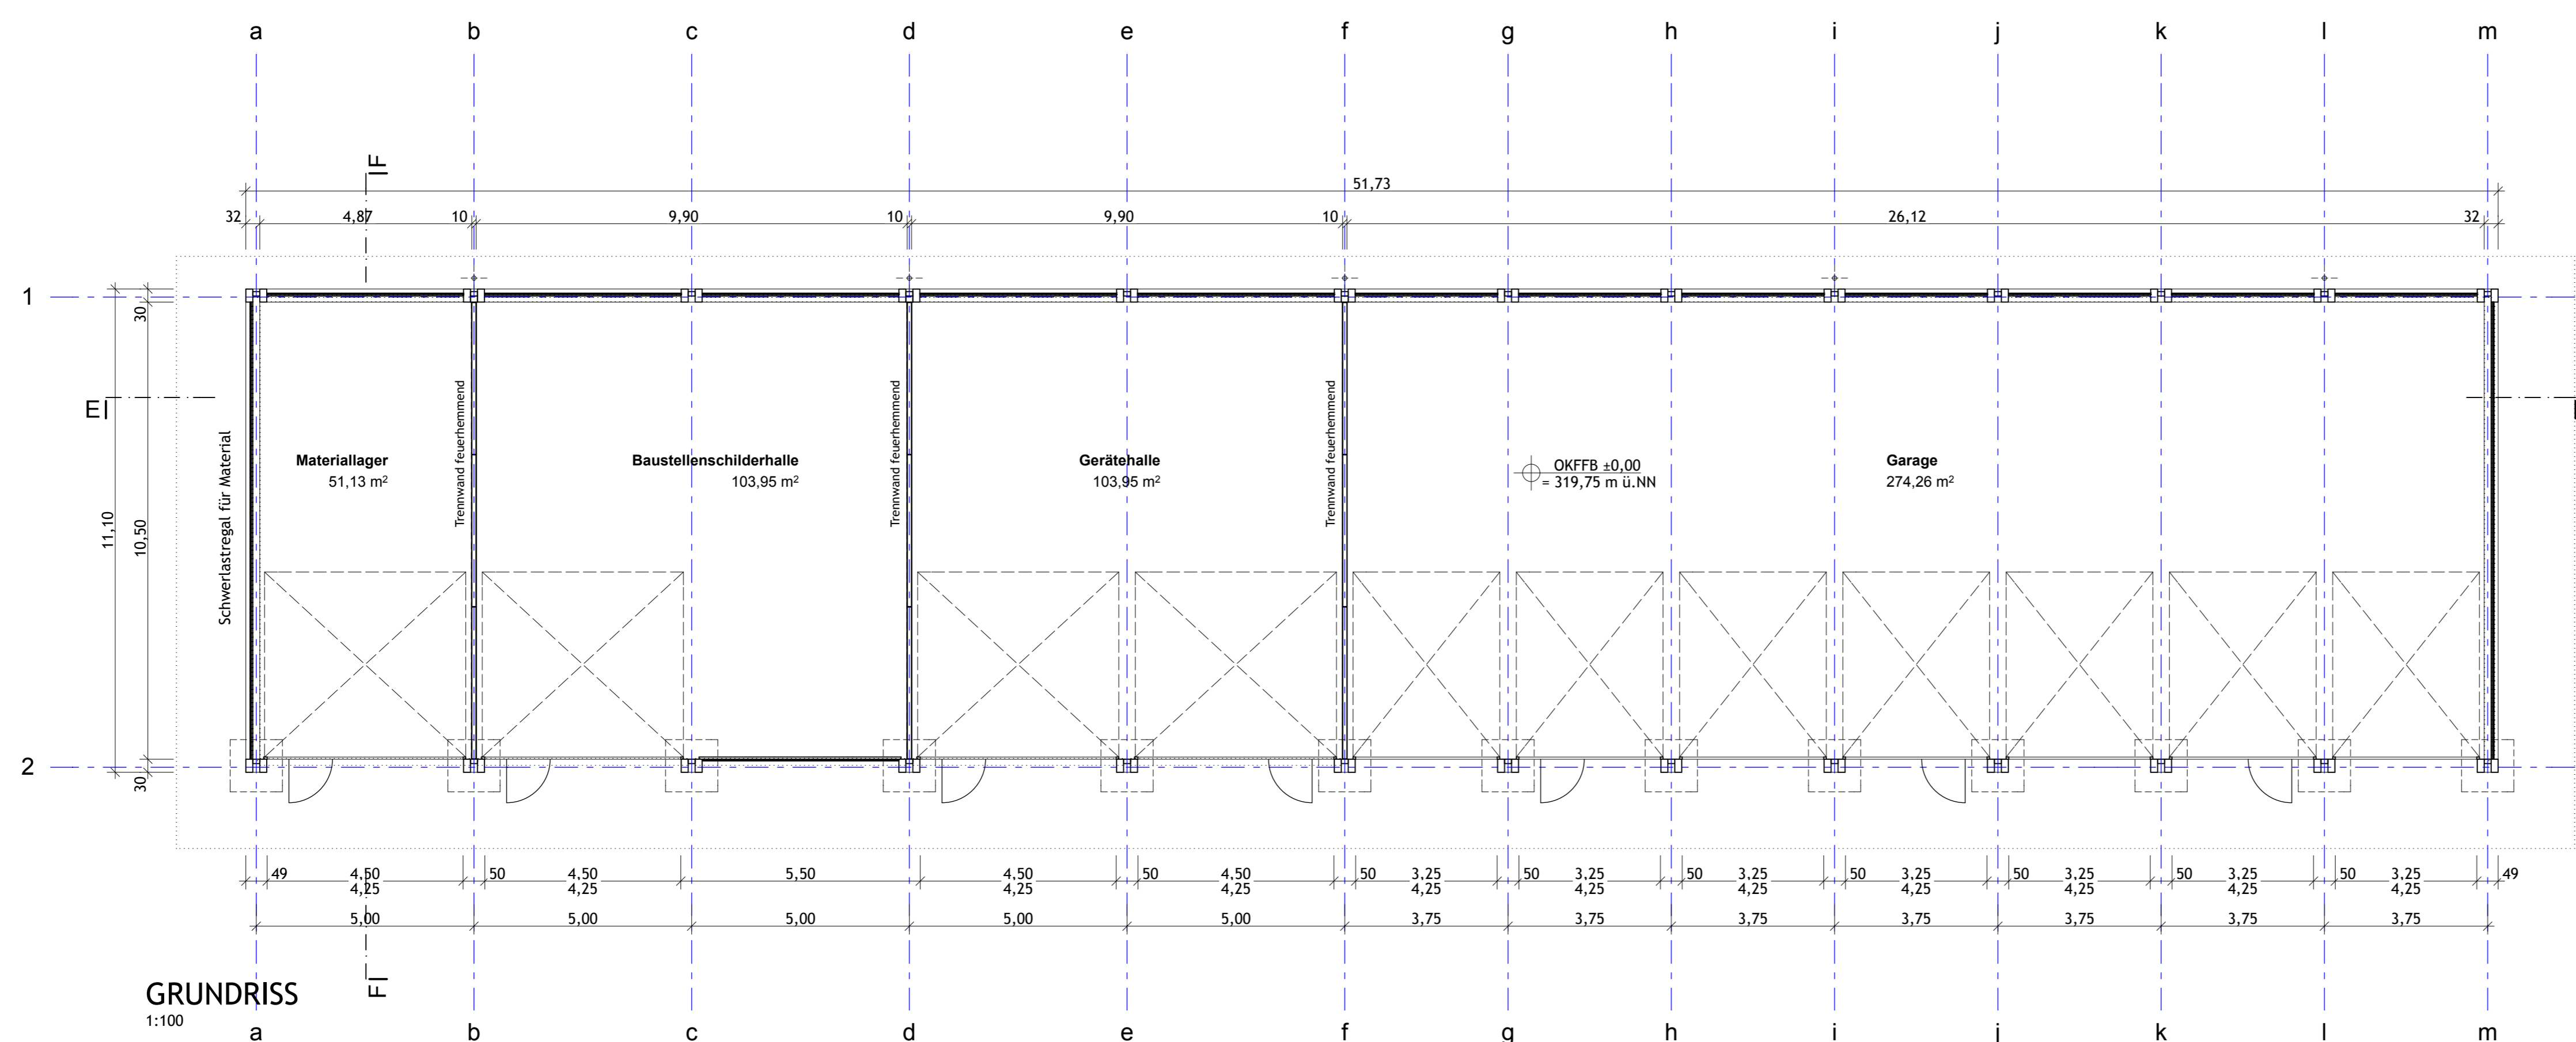 a b c d e f g h i j k l m
F
51,73
32 4,87 10 9,90 10 9,90 10 26,12 32
1
30
E
Schwerlastregal für Material
11,10
10,50
Trennwand feuerhemmend
Trennwand feuerhemmend
Trennwand feuerhemmend
Materiallager
51,13 m²
Baustellenschilderhalle
103,95 m²
Gerätehalle
103,95 m²
OKFFB ±0,00
= 319,75 m ü.NN
Garage
274,26 m²
2
30
49 4,50 50 4,50 5,50 4,50 50 4,50 50 3,25 50 3,25 50 3,25 50 3,25 50 3,25 50 3,25 50 3,25 49
4,25 4,25 4,25 4,25 4,25 4,25 4,25 4,25 4,25 4,25 4,25
5,00 5,00 5,00 5,00 5,00 3,75 3,75 3,75 3,75 3,75 3,75 3,75
F
GRUNDRISS
1:100
a b c d e f g h i j k l m